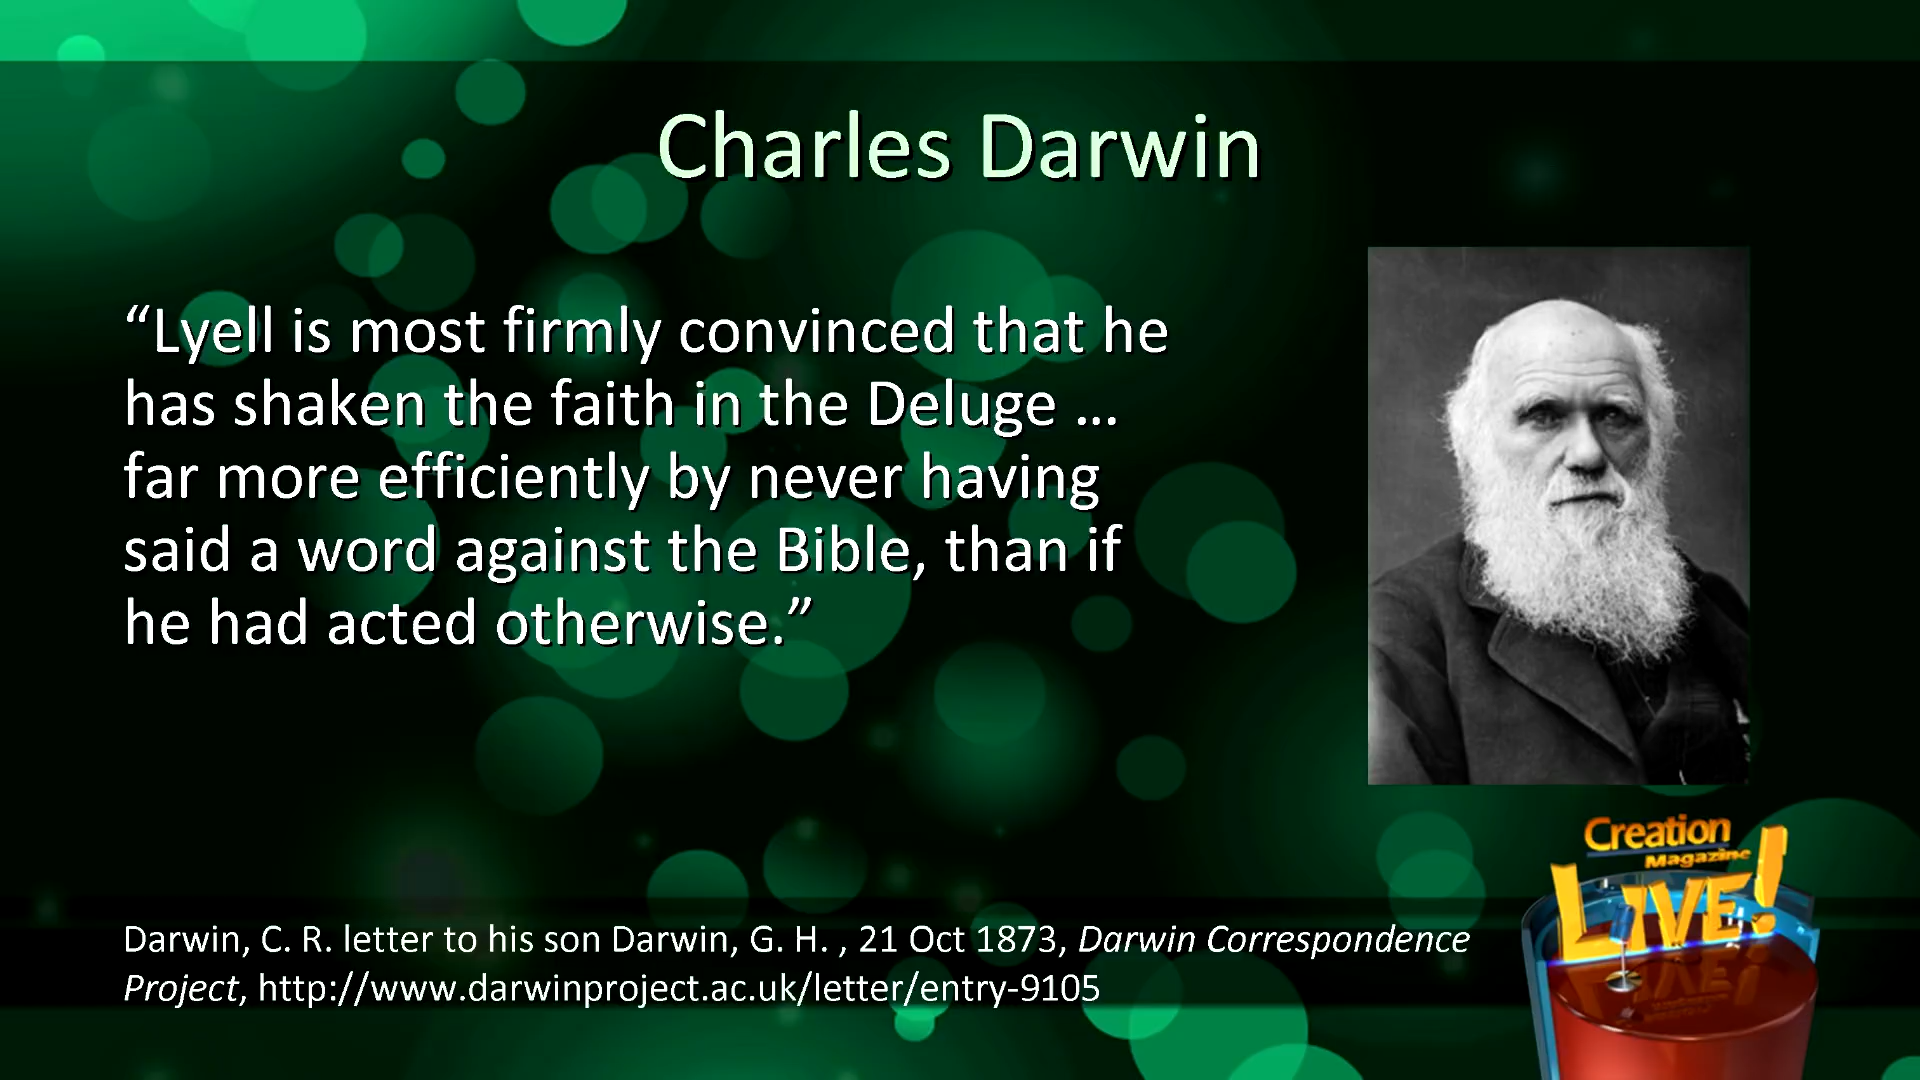 Charles Darwin
“Lyell is most firmly convinced that he
has shaken the faith in the Deluge …
far more efficiently by never having
said a word against the Bible, than if
he had acted otherwise.”
Creation
Magazine
LIVE!
Darwin, C. R. letter to his son Darwin, G. H. , 21 Oct 1873, Darwin Correspondence
Project, http://www.darwinproject.ac.uk/letter/entry-9105